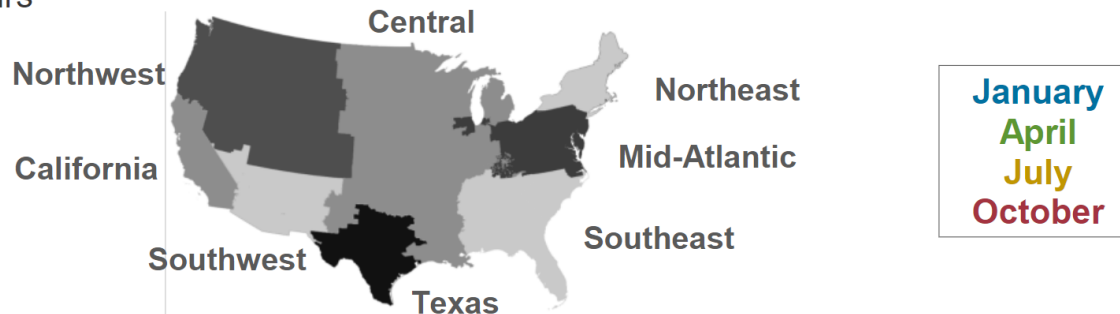 Central
Northwest
Northeast
Mid-Atlantic
California
Southeast
Southwest
Texas
January
April
July
October